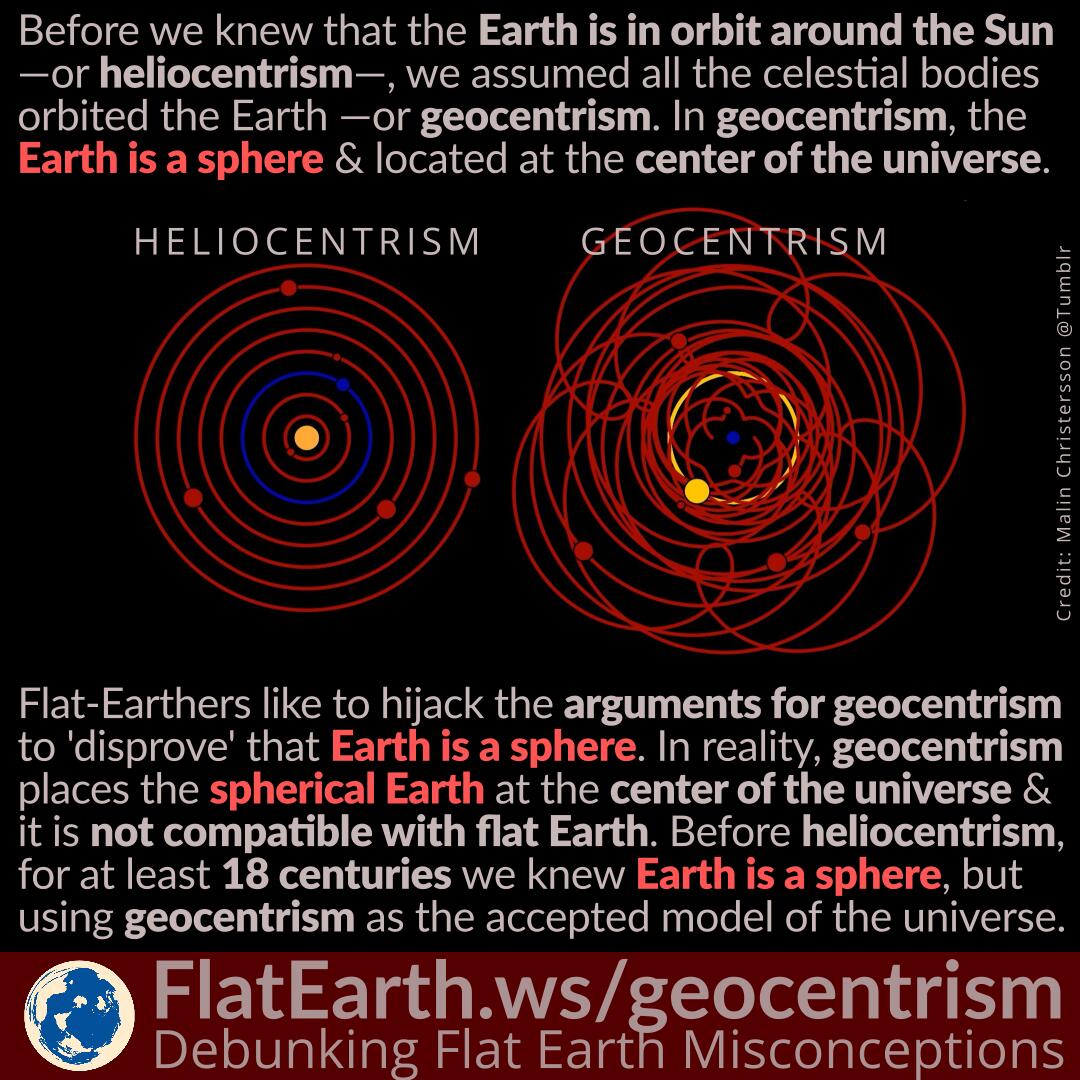 Before we knew that the Earth is in orbit around the Sun
—or heliocentrism—, we assumed all the celestial bodies
orbited the Earth —or geocentrism. In geocentrism, the
Earth is a sphere & located at the center of the universe.
HELIOCENTRISM
GEOCENTRISM
Credit: Malin Christersson @Tumblr
Flat-Earthers like to hijack the arguments for geocentrism
to 'disprove' that Earth is a sphere. In reality, geocentrism
places the spherical Earth at the center of the universe &
it is not compatible with flat Earth. Before heliocentrism,
for at least 18 centuries we knew Earth is a sphere, but
using geocentrism as the accepted model of the universe.
FlatEarth.ws/geocentrism
Debunking Flat Earth Misconceptions